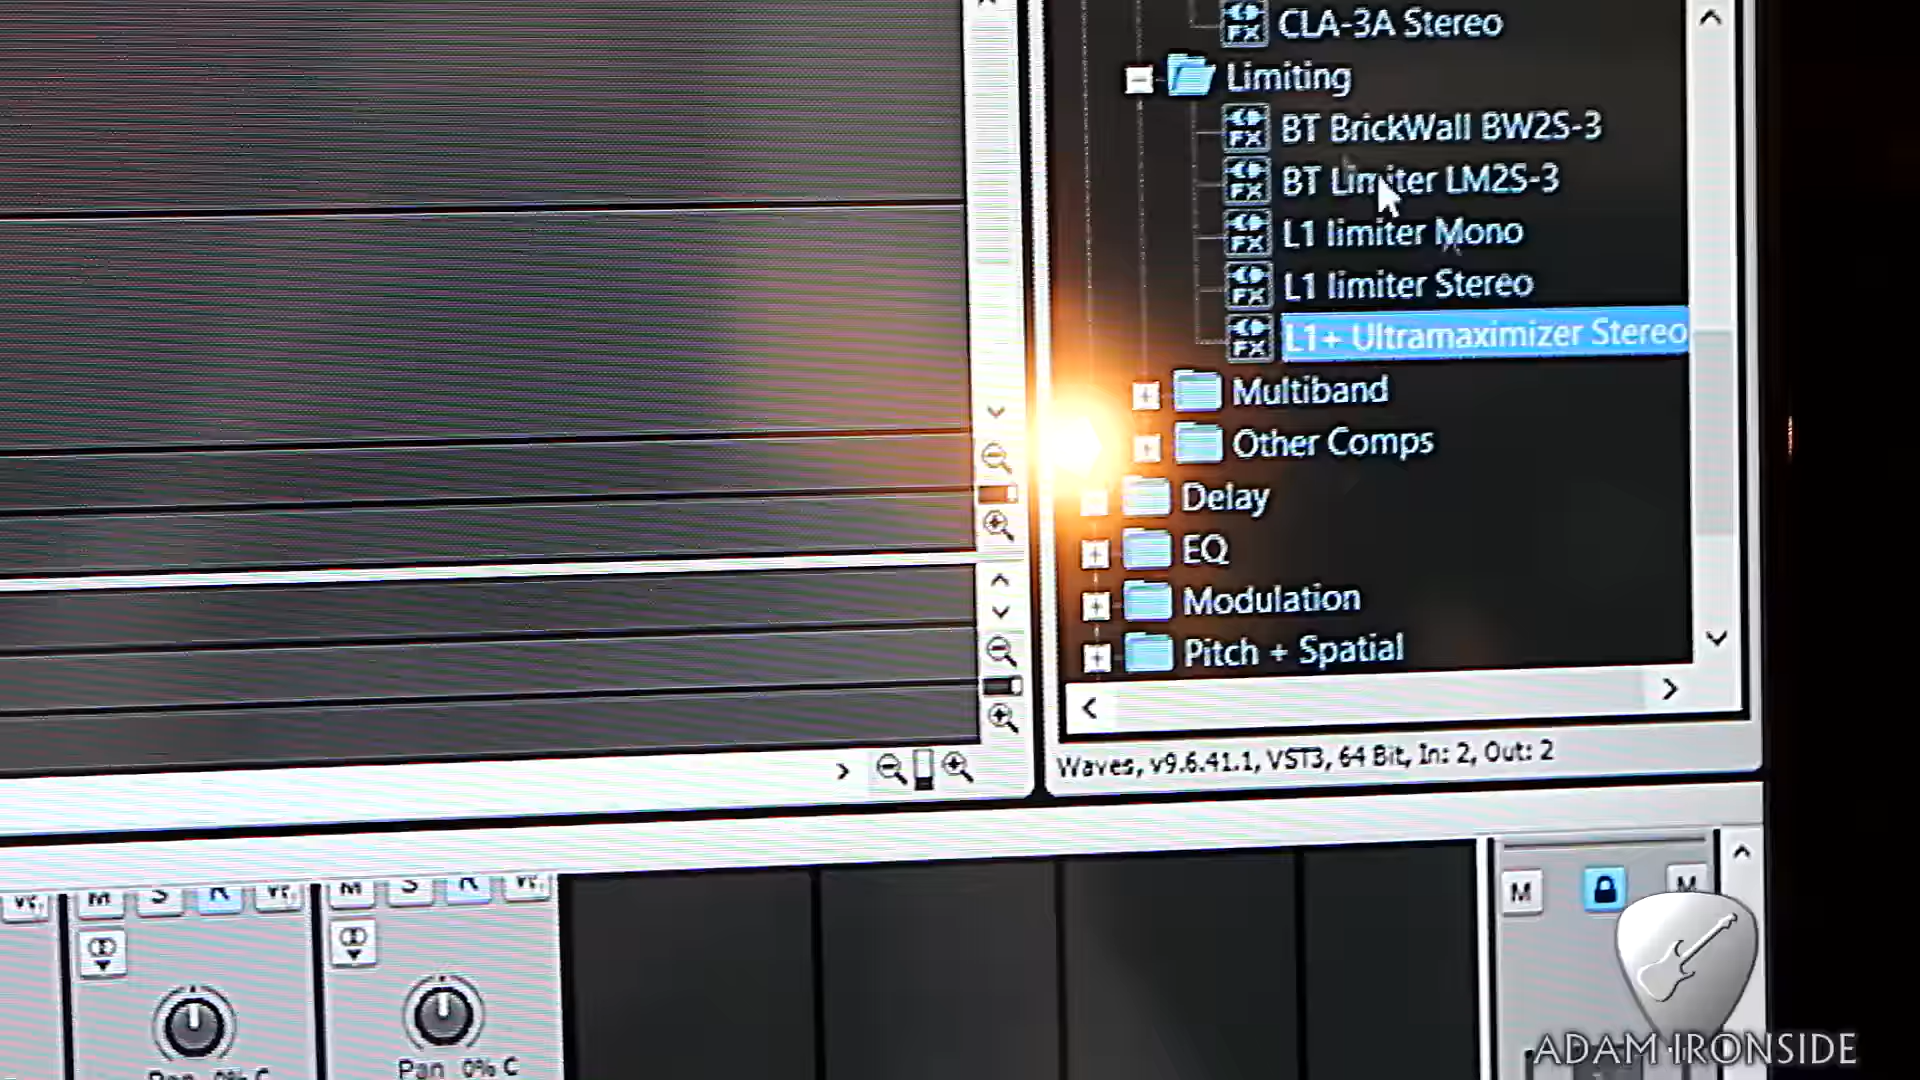 CLA-3A Stereo
Limiting
BT BrickWall BW2S-3
BT Limiter LM2S-3
L1 limiter Mono
L1 limiter Stereo
L1+ Ultramaximizer Stereo
Multiband
Other Comps
Delay
EQ
Modulation
Pitch + Spatial
Waves, v9.6.41.1, VST3, 64 Bit, In: 2, Out: 2
M S R M S R
M M
Pan 0% C
Pan 0% C
ADAM IRONSIDE